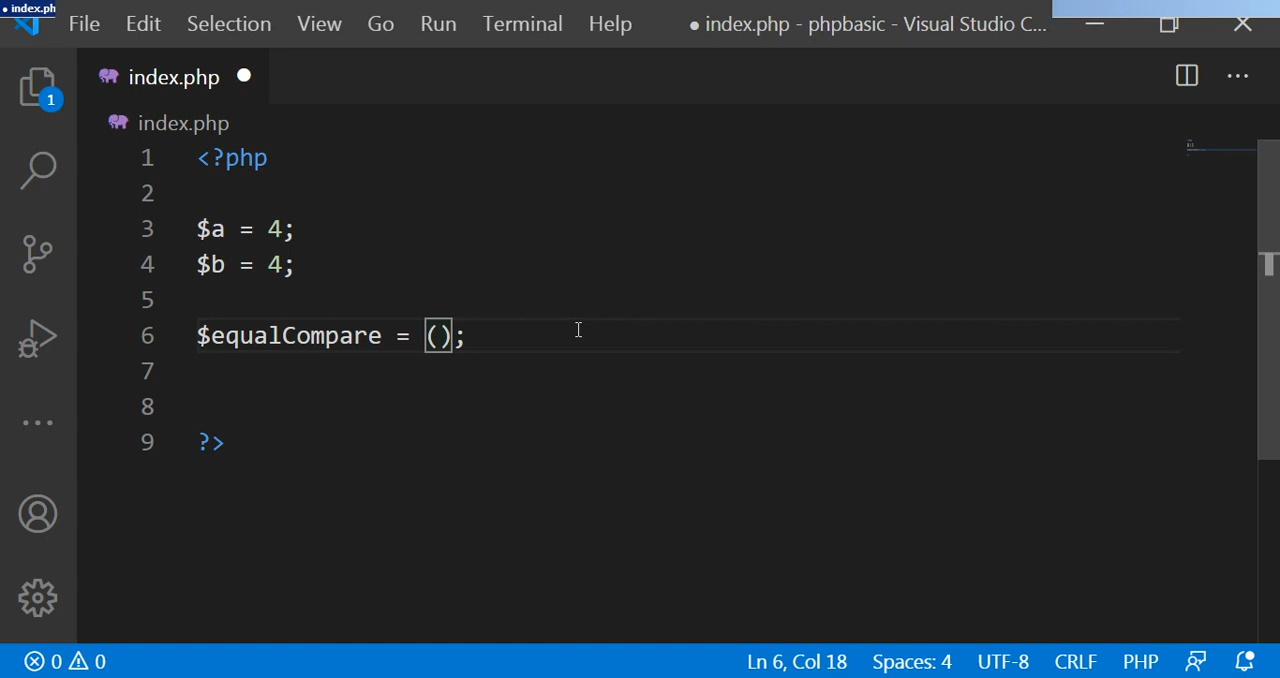 ● index.ph
File Edit Selection View Go Run Terminal Help ● index.php - phpbasic - Visual Studio C...
index.php ●
1
index.php
1 <?php
2
3 $a = 4;
4 $b = 4;
5
6 $equalCompare = ();
7
8
9 ?>
0 0 Ln 6, Col 18 Spaces: 4 UTF-8 CRLF PHP